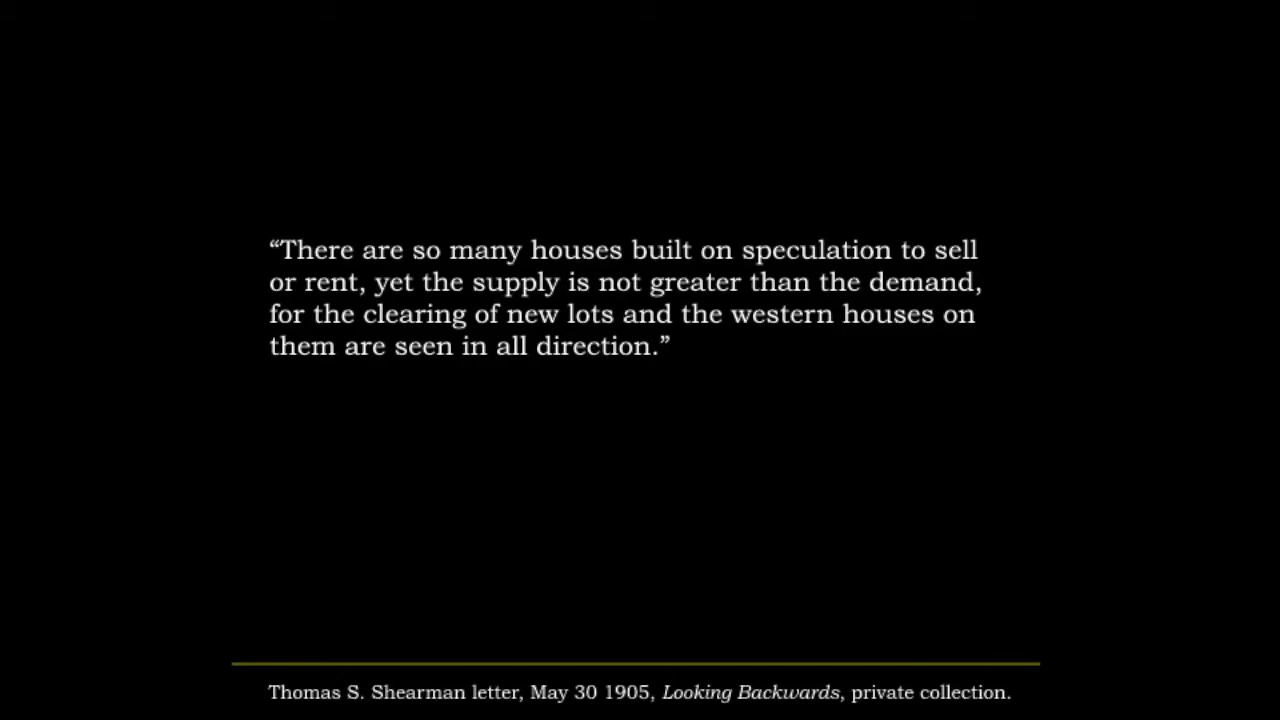 “There are so many houses built on speculation to sell
or rent, yet the supply is not greater than the demand,
for the clearing of new lots and the western houses on
them are seen in all direction.”
Thomas S. Shearman letter, May 30 1905, Looking Backwards, private collection.